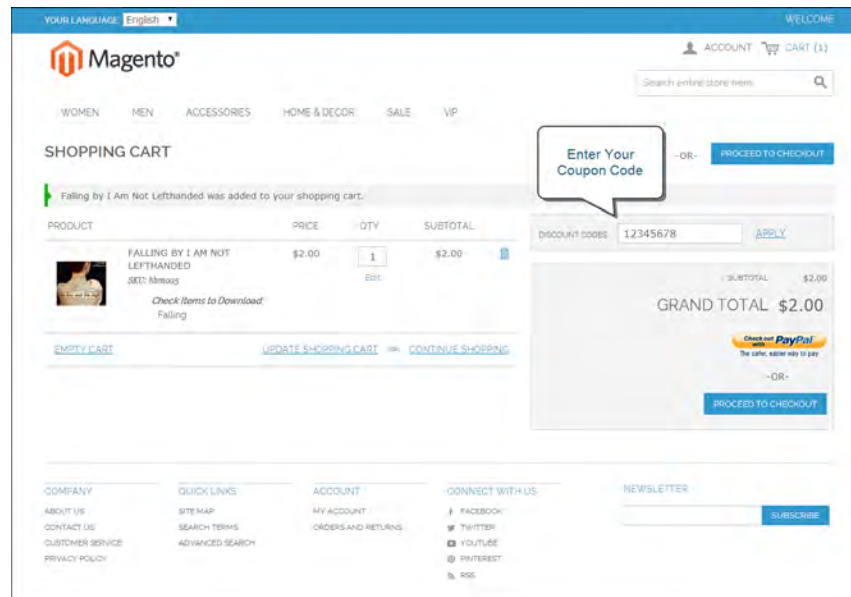 YOUR LANGUAGE: English
WELCOME
Magento®
ACCOUNT CART (1)
Search entire store here
WOMEN MEN ACCESSORIES HOME & DECOR SALE VIP
SHOPPING CART
Enter Your
Coupon Code
-OR- PROCEED TO CHECKOUT
Falling by I Am Not Lefthanded was added to your shopping cart.
PRODUCT PRICE QTY SUBTOTAL
FALLING BY I AM NOT
LEFTHANDED
$2.00 1 $2.00
Edit
SKU: hbm005
Check Items to Download
Falling
EMPTY CART UPDATE SHOPPING CART -OR- CONTINUE SHOPPING
DISCOUNT CODES 12345678 APPLY
SUBTOTAL $2.00
GRAND TOTAL $2.00
Check out with PayPal
The safer, easier way to pay
-OR-
PROCEED TO CHECKOUT
COMPANY
ABOUT US
CONTACT US
CUSTOMER SERVICE
PRIVACY POLICY
QUICK LINKS
SITE MAP
SEARCH TERMS
ADVANCED SEARCH
ACCOUNT
MY ACCOUNT
ORDERS AND RETURNS
CONNECT WITH US
FACEBOOK
TWITTER
YOUTUBE
PINTEREST
RSS
NEWSLETTER
SUBSCRIBE